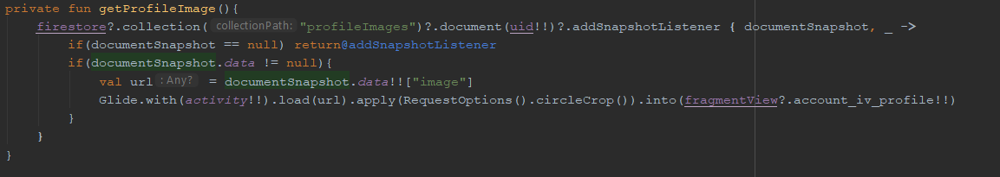 private fun getProfileImage(){
firestore?.collection( collectionPath: "profileImages")?.document(uid!!)?.addSnapshotListener { documentSnapshot, _ ->
if(documentSnapshot == null) return@addSnapshotListener
if(documentSnapshot.data != null){
val url : Any? = documentSnapshot.data!!["image"]
Glide.with(activity!!).load(url).apply(RequestOptions().circleCrop()).into(fragmentView?.account_iv_profile!!)
}
}
}